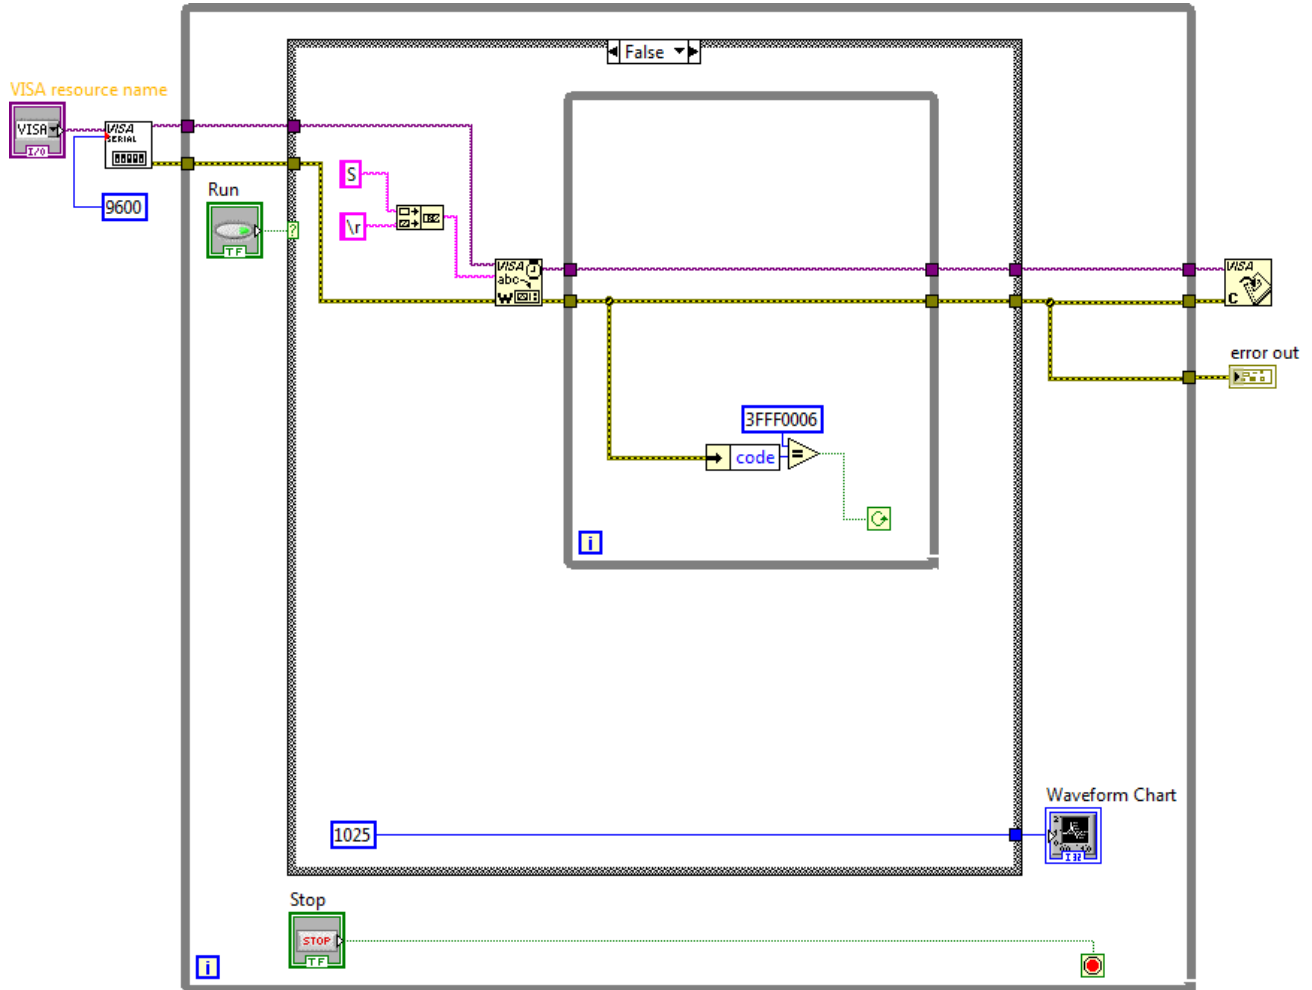 False
VISA resource name
VISA
I/O
VISA
SERIAL
9600
Run
TF
?
S
\r
VISA
abc
W
VISA
C
error out
3FFF0006
code
=
i
1025
Waveform Chart
I32
Stop
STOP
TF
i